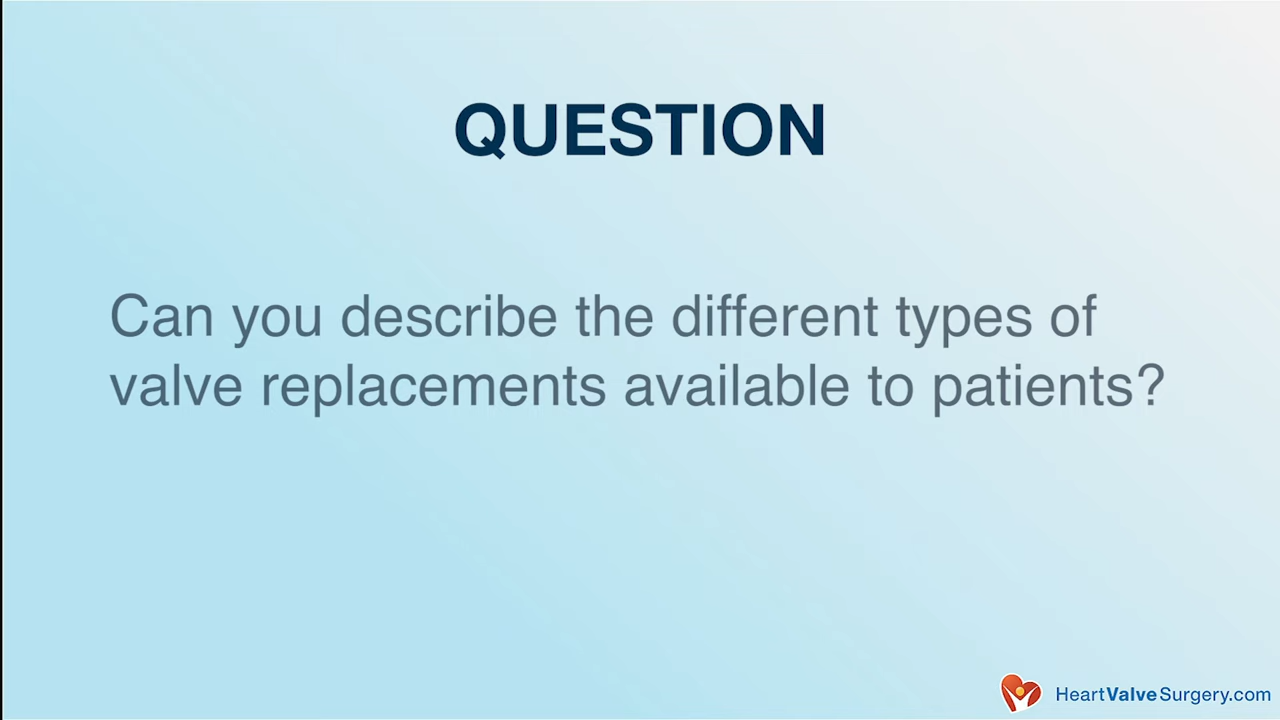 QUESTION
Can you describe the different types of
valve replacements available to patients?
HeartValveSurgery.com